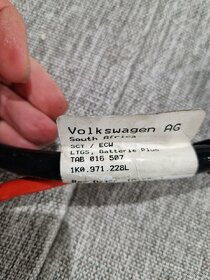 Volkswagen AG
South Africa
SCT / ECW
LTGS, Batterie Plus
TAB 016 507
1K0.971.228L